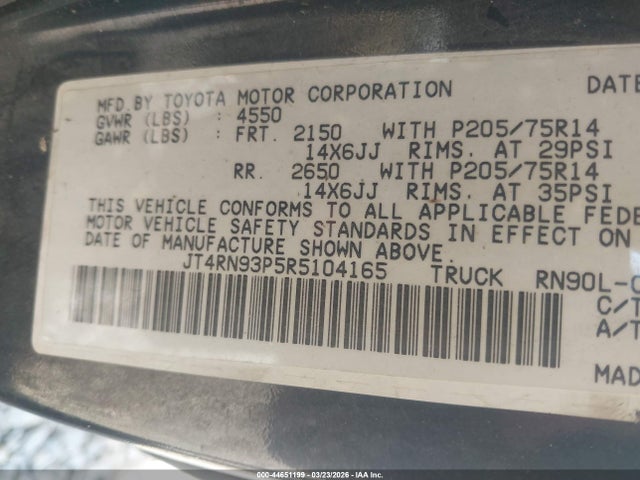 MFD.BY TOYOTA MOTOR CORPORATION DATE
GVWR (LBS) : 4550
GAWR (LBS) : FRT. 2150 WITH P205/75R14
14X6JJ RIMS. AT 29PSI
RR. 2650 WITH P205/75R14
14X6JJ RIMS. AT 35PSI
THIS VEHICLE CONFORMS TO ALL APPLICABLE FEDE
MOTOR VEHICLE SAFETY STANDARDS IN EFFECT ON
DATE OF MANUFACTURE SHOWN ABOVE.
JT4RN93P5R5104165 TRUCK RN90L-C
C/T
A/T
MAD
000-44651199 - 03/23/2026 - Copyright IAA, LLC.